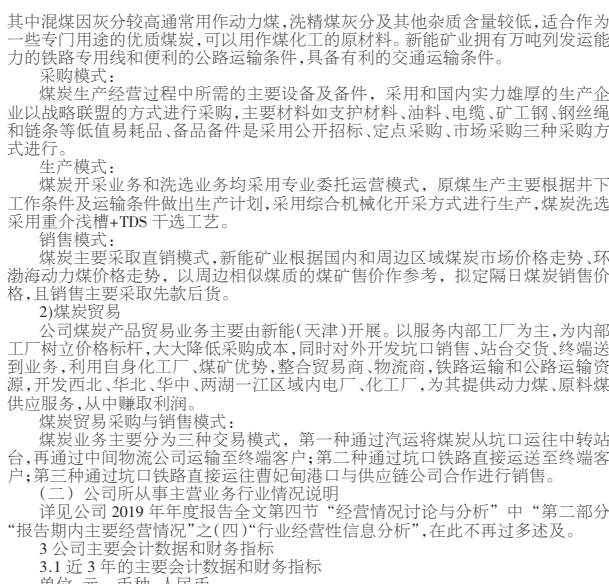 其中混煤因灰分较高通常用作动力煤,洗精煤灰分及其他杂质含量较低,适合作为
一些专门用途的优质煤炭,可以用作煤化工的原材料。新能矿业拥有万吨列发运能
力的铁路专用线和便利的公路运输条件,具备有利的交通运输条件。
采购模式:
煤炭生产经营过程中所需的主要设备及备件，采用和国内实力雄厚的生产企
业以战略联盟的方式进行采购,主要材料如支护材料、油料、电缆、矿工钢、钢丝绳
和链条等低值易耗品、备品备件是采用公开招标、定点采购、市场采购三种采购方
式进行。
生产模式:
煤炭开采业务和洗选业务均采用专业委托运营模式，原煤生产主要根据井下
工作条件及运输条件做出生产计划,采用综合机械化开采方式进行生产,煤炭洗选
采用重介浅槽+TDS 干选工艺。
销售模式:
煤炭主要采取直销模式,新能矿业根据国内和周边区域煤炭市场价格走势、环
渤海动力煤价格走势，以周边相似煤质的煤矿售价作参考，拟定隔日煤炭销售价
格,且销售主要采取先款后货。
2)煤炭贸易
公司煤炭产品贸易业务主要由新能(天津)开展。以服务内部工厂为主,为内部
工厂树立价格标杆,大大降低采购成本,同时对外开发坑口销售、站台交货、终端送
到业务,利用自身化工厂、煤矿优势,整合贸易商、物流商,铁路运输和公路运输资
源,开发西北、华北、华中、两湖一江区域内电厂、化工厂,为其提供动力煤、原料煤
供应服务,从中赚取利润。
煤炭贸易采购与销售模式:
煤炭业务主要分为三种交易模式，第一种通过汽运将煤炭从坑口运往中转站
台,再通过中间物流公司运输至终端客户;第二种通过坑口铁路直接运送至终端客
户;第三种通过坑口铁路直接运往曹妃甸港口与供应链公司合作进行销售。
(二) 公司所从事主营业务行业情况说明
详见公司 2019 年年度报告全文第四节“经营情况讨论与分析”中“第二部分
“报告期内主要经营情况”之(四)“行业经营性信息分析”,在此不再过多述及。
3 公司主要会计数据和财务指标
3.1 近 3 年的主要会计数据和财务指标
单位:元 币种:人民币